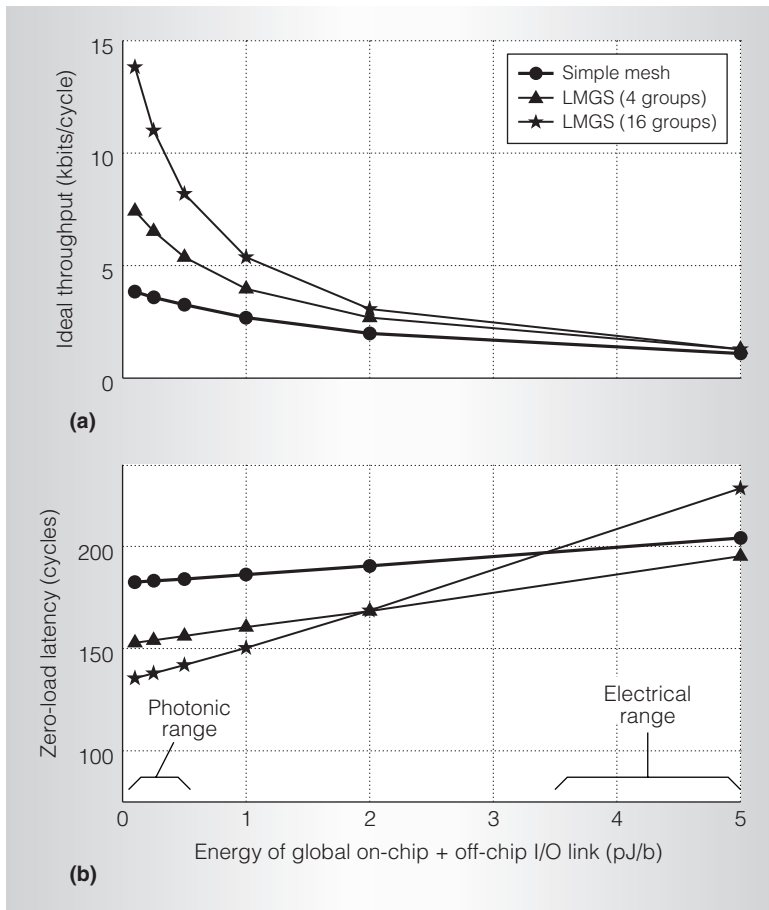 15
10
5
0
Ideal throughput (kbits/cycle)
Simple mesh
LMGS (4 groups)
LMGS (16 groups)
(a)
200
150
100
Zero-load latency (cycles)
Photonic
range
Electrical
range
0 1 2 3 4 5
Energy of global on-chip + off-chip I/O link (pJ/b)
(b)